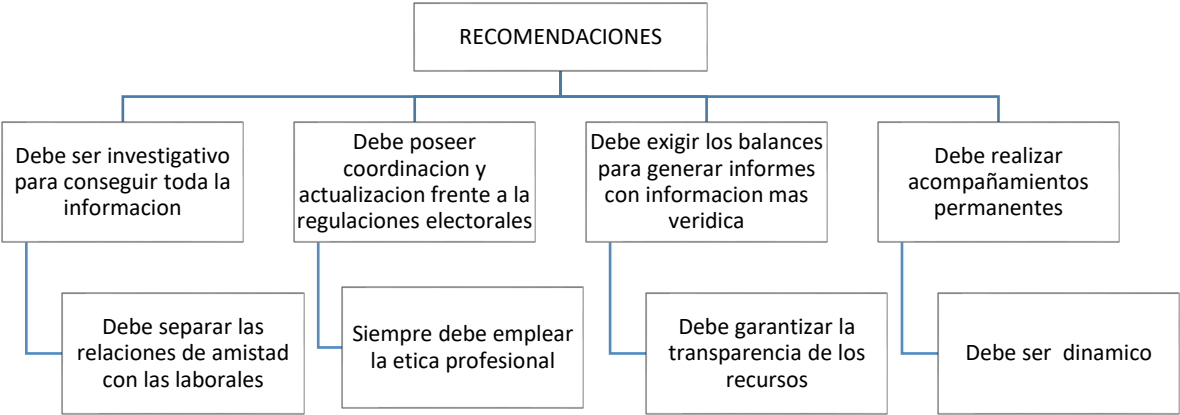 RECOMENDACIONES
Debe ser investigativo
para conseguir toda la
informacion
Debe poseer
coordinacion y
actualizacion frente a la
regulaciones electorales
Debe exigir los balances
para generar informes
con informacion mas
veridica
Debe realizar
acompañamientos
permanentes
Debe separar las
relaciones de amistad
con las laborales
Siempre debe emplear
la etica profesional
Debe garantizar la
transparencia de los
recursos
Debe ser  dinamico